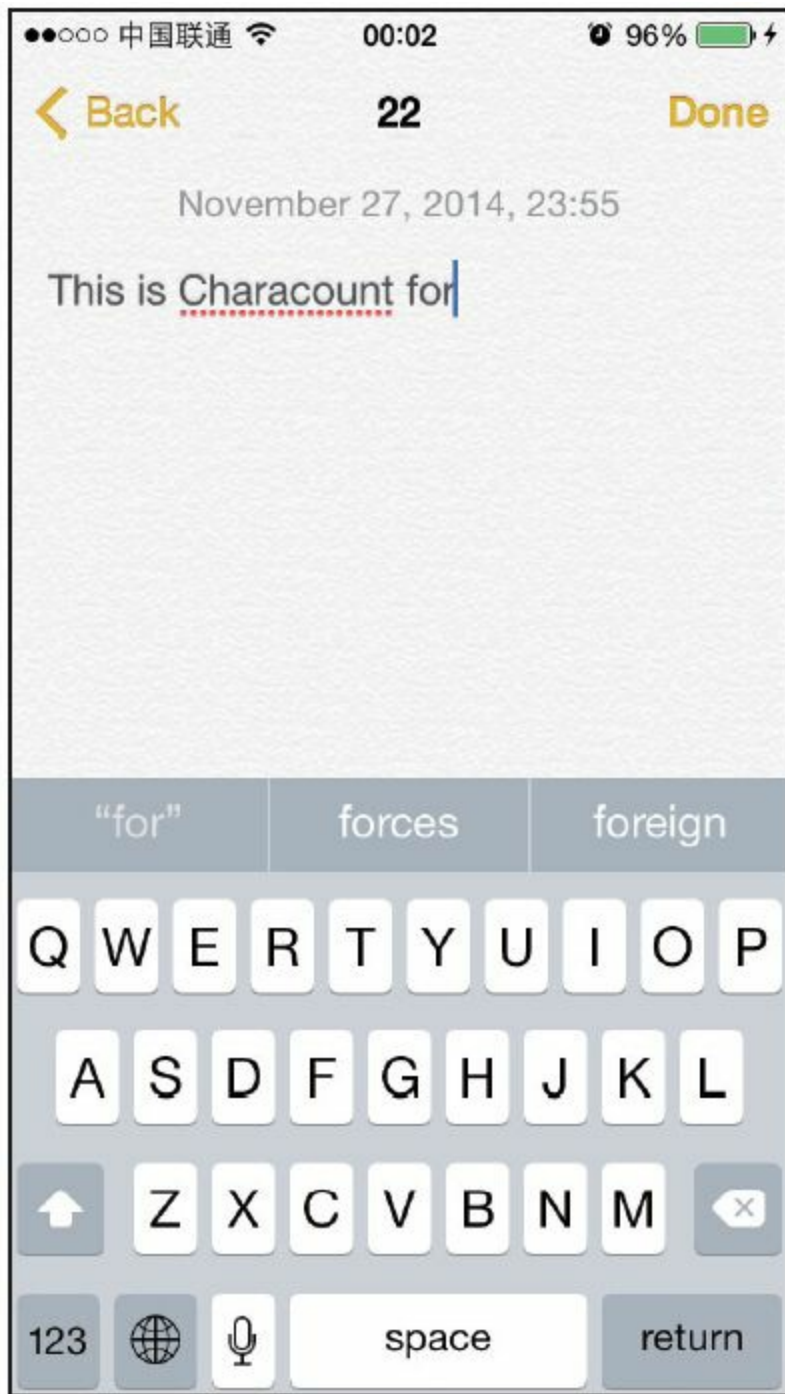 中国联通 00:02 96%
Back 22 Done
November 27, 2014, 23:55
This is Characount for
“for” forces foreign
Q W E R T Y U I O P
A S D F G H J K L
Z X C V B N M
123 space return